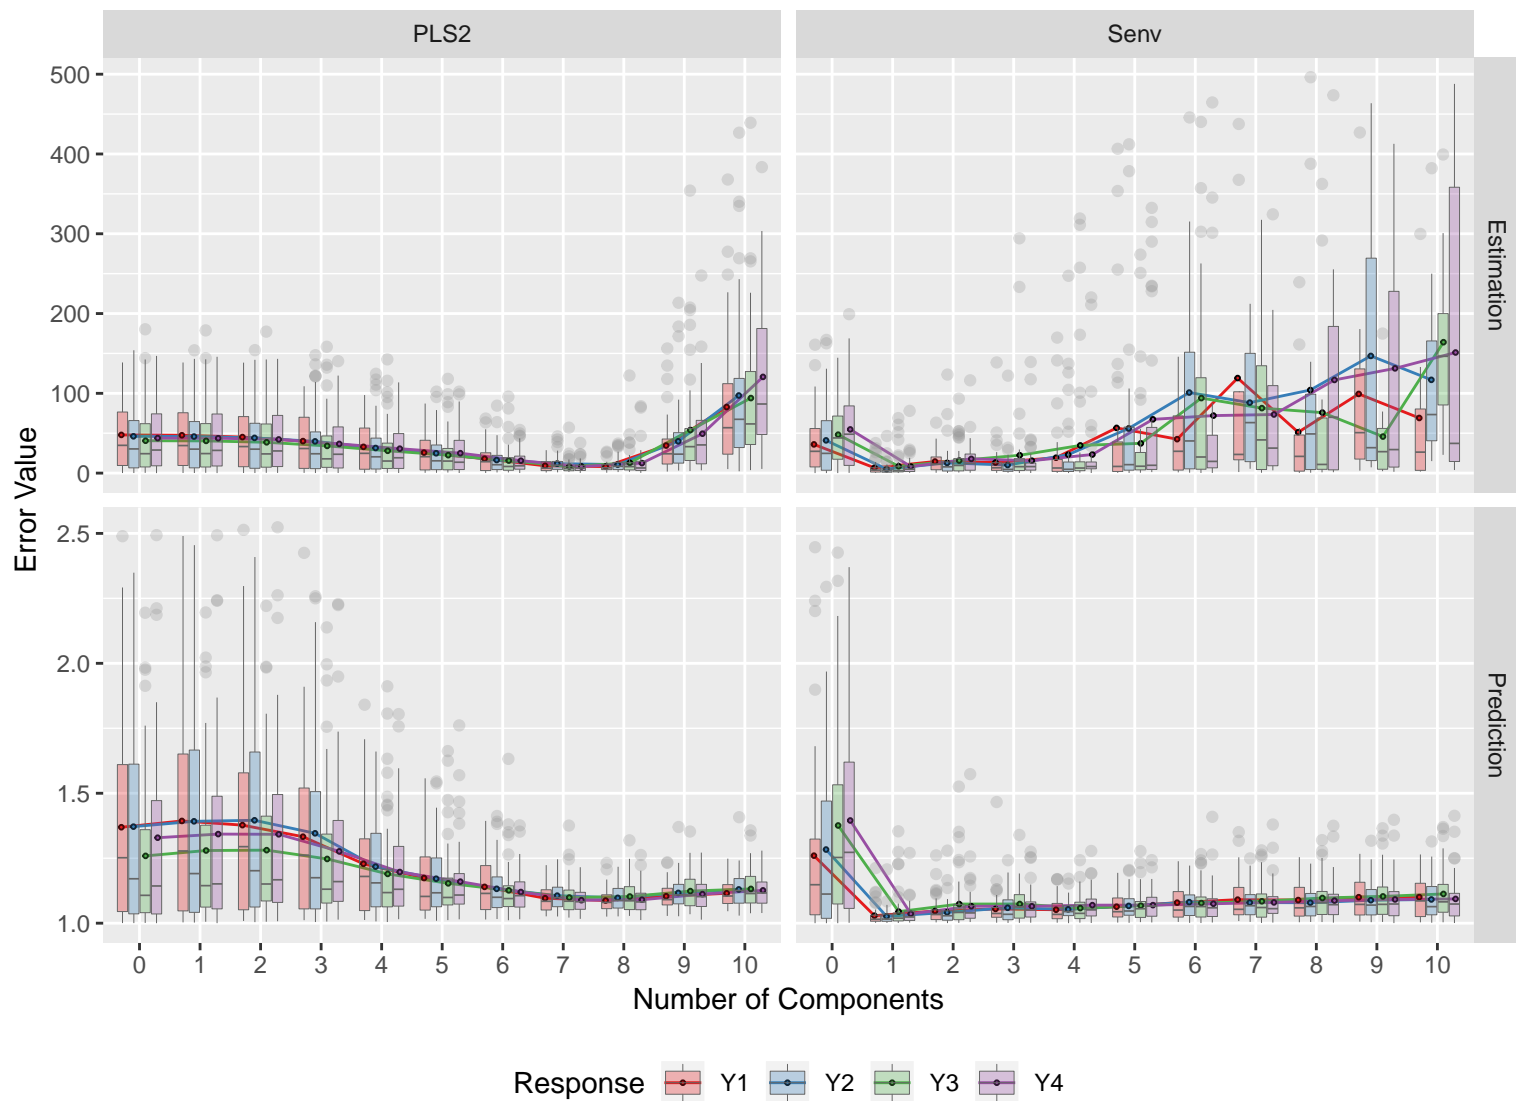 PLS2
Senv
500
400
300
200
100
0
Estimation
2.5
2.0
1.5
1.0
Prediction
Error Value
0 1 2 3 4 5 6 7 8 9 10
0 1 2 3 4 5 6 7 8 9 10
Number of Components
Response Y1 Y2 Y3 Y4